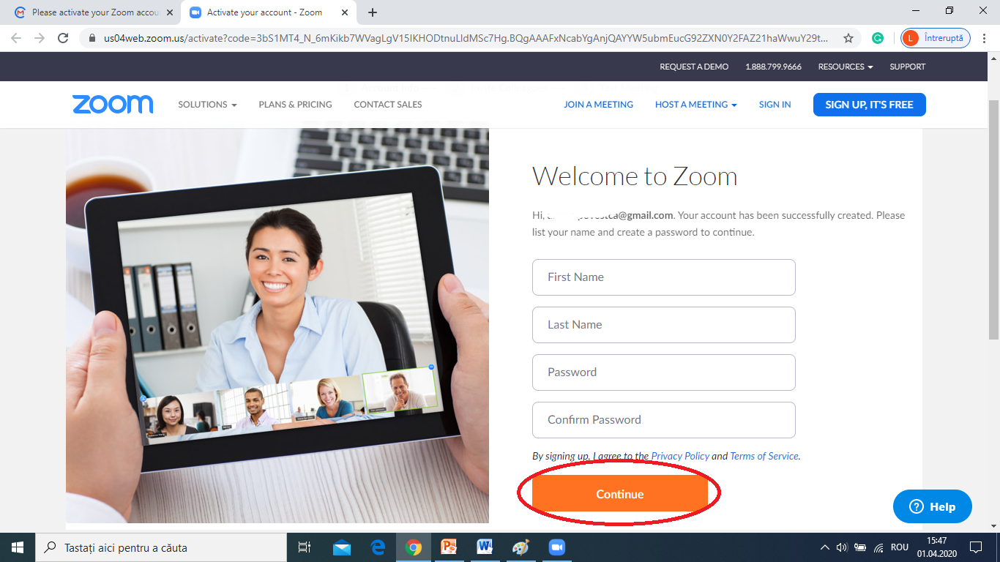 Please activate your Zoom accou
Activate your account - Zoom
us04web.zoom.us/activate?code=3bS1MT4_N_6mKikb7WVagLgV15IKHODtnuLIdMSc7Hg.BQgAAAFxNcabYgAnjQAYYW5ubmEucG92ZXN0Y2FAZ21haWwuY29t...
L Întreruptă
REQUEST A DEMO 1.888.799.9666 RESOURCES SUPPORT
zoom SOLUTIONS PLANS & PRICING CONTACT SALES JOIN A MEETING HOST A MEETING SIGN IN SIGN UP, IT'S FREE
Welcome to Zoom
Hi, @gmail.com. Your account has been successfully created. Please
list your name and create a password to continue.
First Name
Last Name
Password
Confirm Password
By signing up, I agree to the Privacy Policy and Terms of Service.
Continue
Help
Tastați aici pentru a căuta
ROU
15:47
01.04.2020